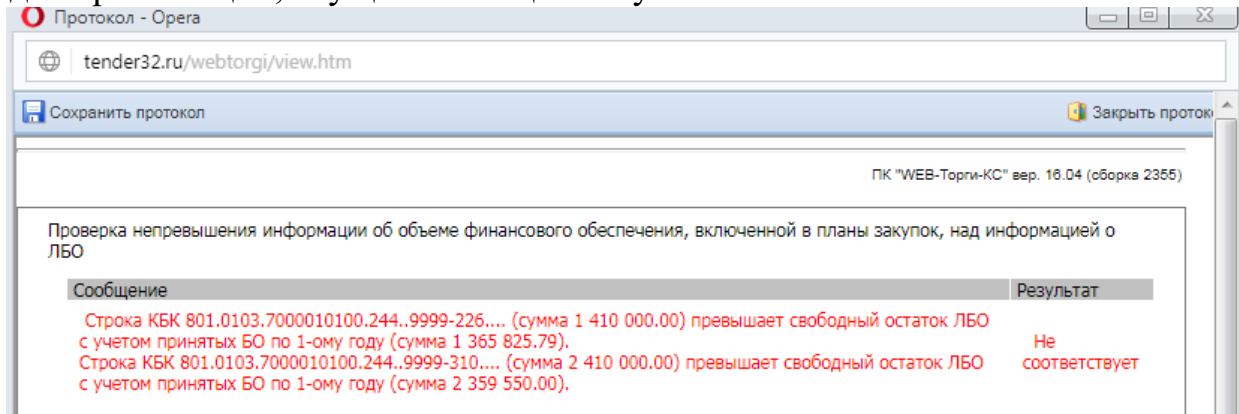 Протокол - Opera
tender32.ru/webtorgi/view.htm
Сохранить протокол Закрыть проток
ПК "WEB-Торги-КС" вер. 16.04 (сборка 2355)
Проверка непревышения информации об объеме финансового обеспечения, включенной в планы закупок, над информацией о
ЛБО
Сообщение Результат
Строка КБК 801.0103.7000010100.244..9999-226.... (сумма 1 410 000.00) превышает свободный остаток ЛБО
с учетом принятых БО по 1-ому году (сумма 1 365 825.79).
Строка КБК 801.0103.7000010100.244..9999-310.... (сумма 2 410 000.00) превышает свободный остаток ЛБО
с учетом принятых БО по 1-ому году (сумма 2 359 550.00).
Не
соответствует